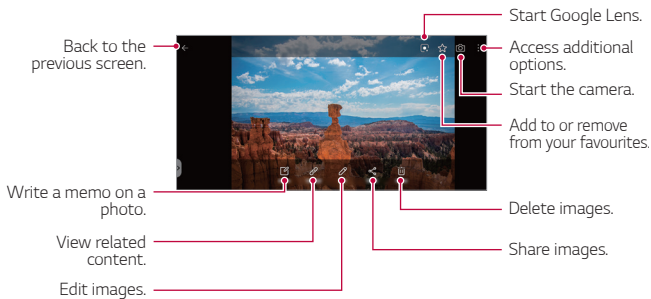 Start Google Lens.
Back to the
previous screen.
Access additional
options.
Start the camera.
Add to or remove
from your favourites.
Write a memo on a
photo.
Delete images.
View related
content.
Share images.
Edit images.